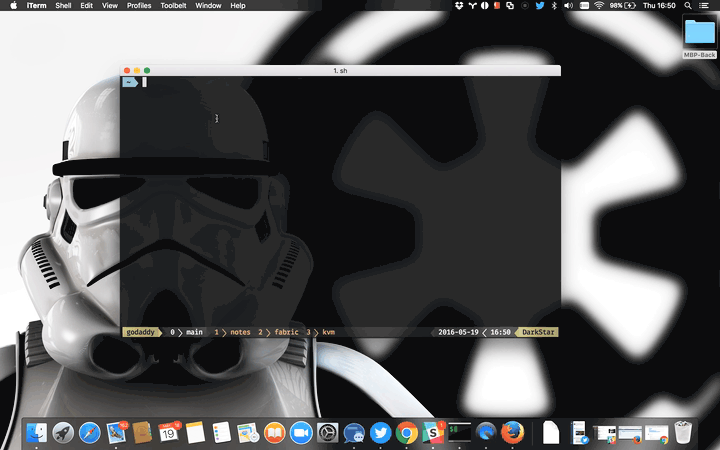 iTerm Shell Edit View Profiles Toolbelt Window Help 98% Thu 16:50
MBP-Back
1. sh
~
godaddy 0 main 1 notes 2 fabric 3 kvm 2016-05-19 16:50 DarkStar
19